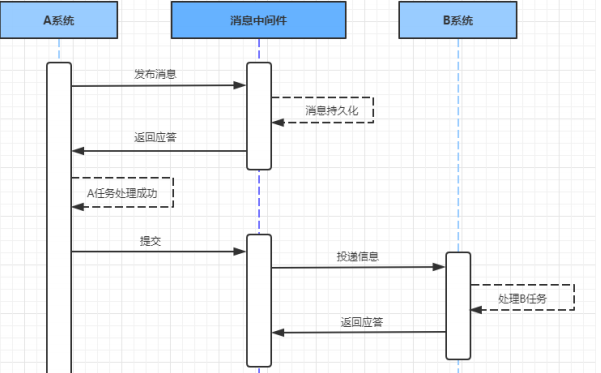 A系统
消息中间件
B系统
发布消息
消息持久化
返回应答
A任务处理成功
提交
投递信息
处理B任务
返回应答